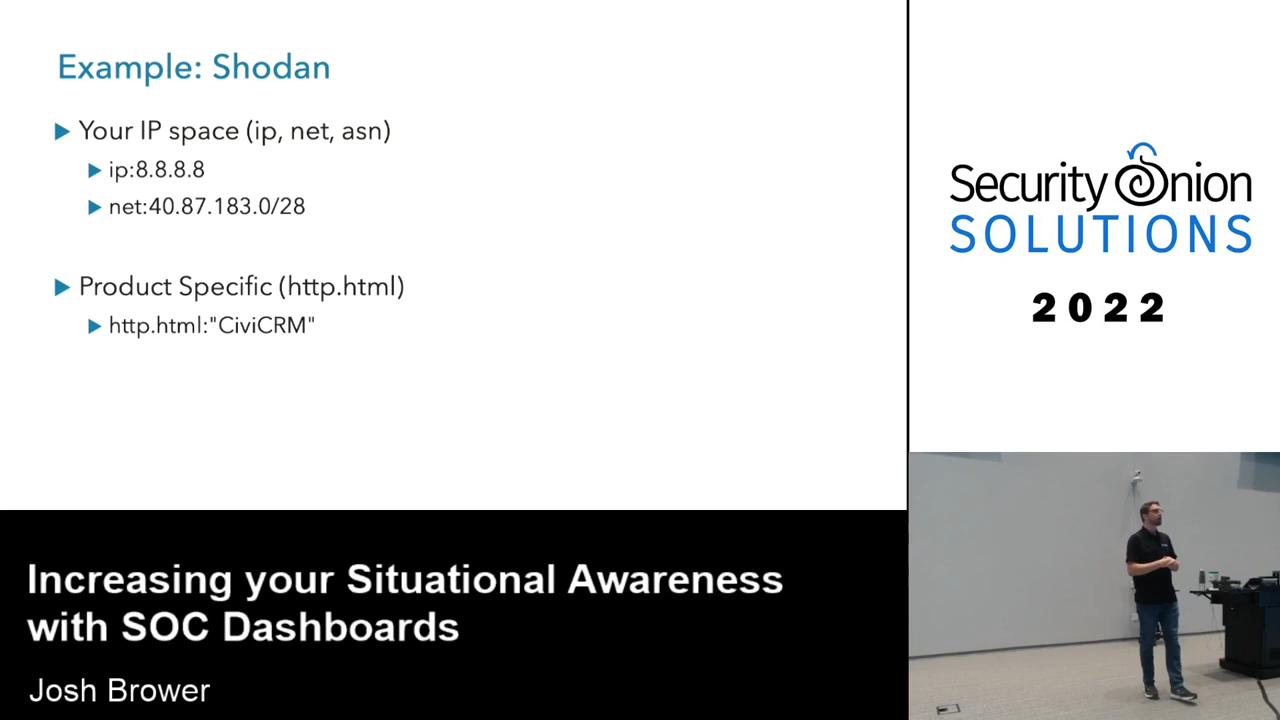 Example: Shodan
Your IP space (ip, net, asn)
ip:8.8.8.8
net:40.87.183.0/28
Product Specific (http.html)
http.html:"CiviCRM"
Security Onion
SOLUTIONS
2022
Increasing your Situational Awareness
with SOC Dashboards
Josh Brower